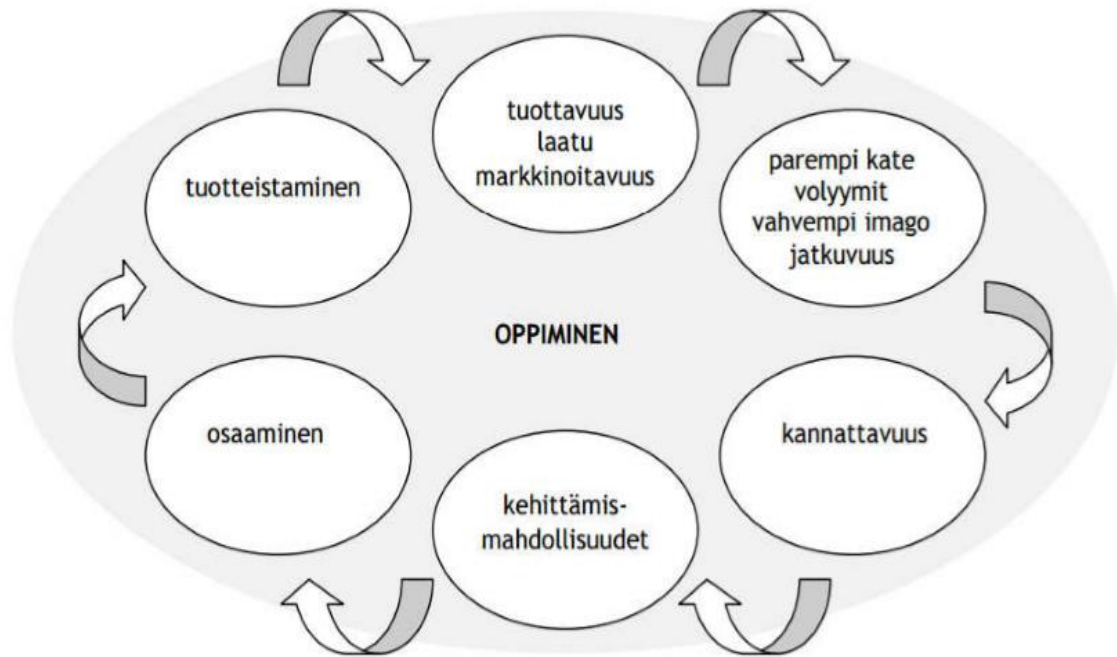 tuotteistaminen
tuottavuus
laatu
markkinoitavuus
parempi kate
volyymit
vahvempi imago
jatkuvuus
OPPIMINEN
osaaminen
kehittämis-
mahdollisuudet
kannattavuus